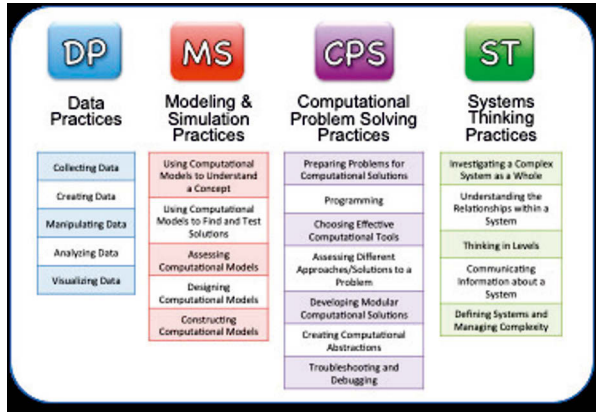 DP
Data
Practices
Collecting Data
Creating Data
Manipulating Data
Analyzing Data
Visualizing Data
MS
Modeling &
Simulation
Practices
Using Computational
Models to Understand
a Concept
Using Computational
Models to Find and Test
Solutions
Assessing
Computational Models
Designing
Computational Models
Constructing
Computational Models
CPS
Computational
Problem Solving
Practices
Preparing Problems for
Computational Solutions
Programming
Choosing Effective
Computational Tools
Assessing Different
Approaches/Solutions to a
Problem
Developing Modular
Computational Solutions
Creating Computational
Abstractions
Troubleshooting and
Debugging
ST
Systems
Thinking
Practices
Investigating a Complex
System as a Whole
Understanding the
Relationships within a
System
Thinking in Levels
Communicating
Information about a
System
Defining Systems and
Managing Complexity